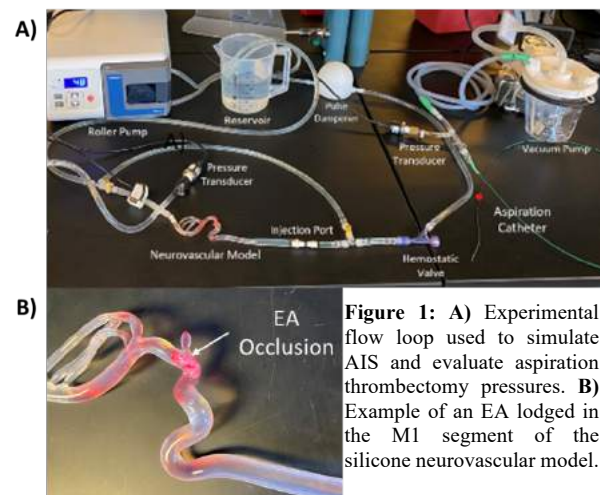 A)
48
Roller Pump
Reservoir
Pulse
Dampener
Vacuum Pump
Pressure
Transducer
Pressure
Transducer
Injection Port
Neurovascular Model
Hemostatic
Valve
Aspiration
Catheter
B)
EA
Occlusion
Figure 1: A) Experimental
flow loop used to simulate
AIS and evaluate aspiration
thrombectomy pressures. B)
Example of an EA lodged in
the M1 segment of the
silicone neurovascular model.